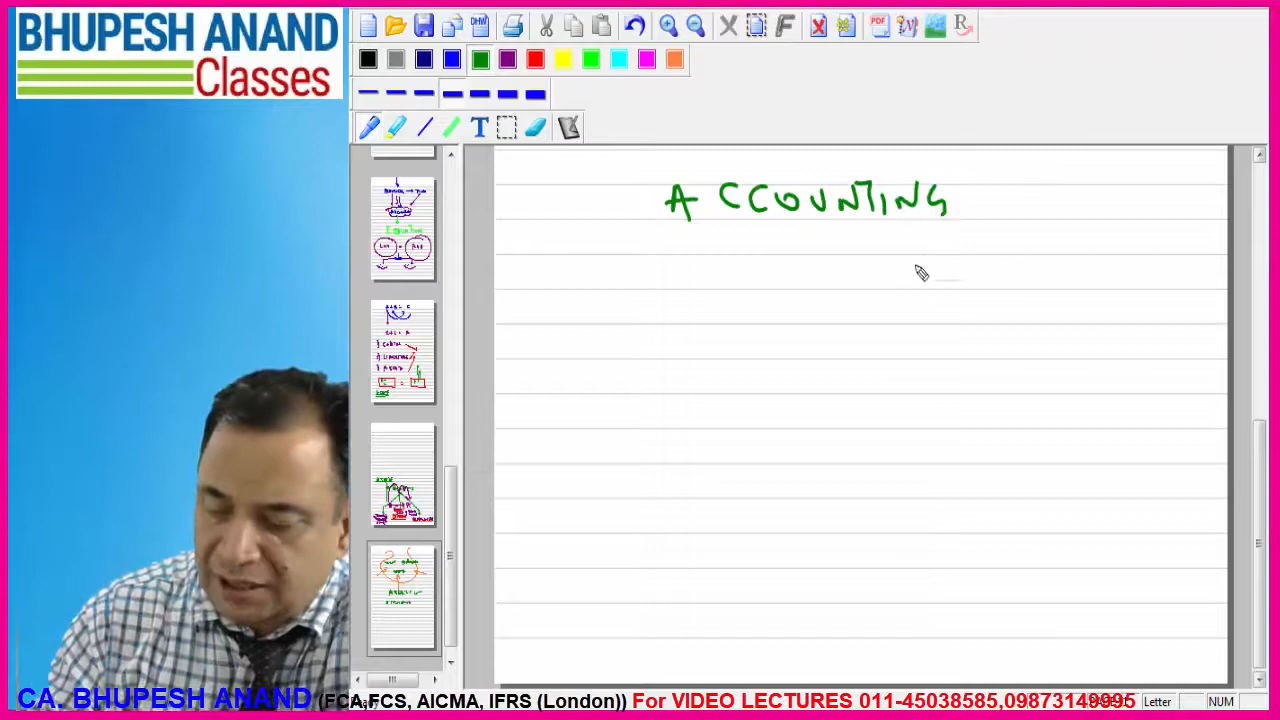 BHUPESH ANAND
Classes
A CCOUNTING
CA. BHUPESH ANAND (FCA,FCS, AICMA, IFRS (London)) For VIDEO LECTURES 011-45038585,09873149995
Letter
NUM